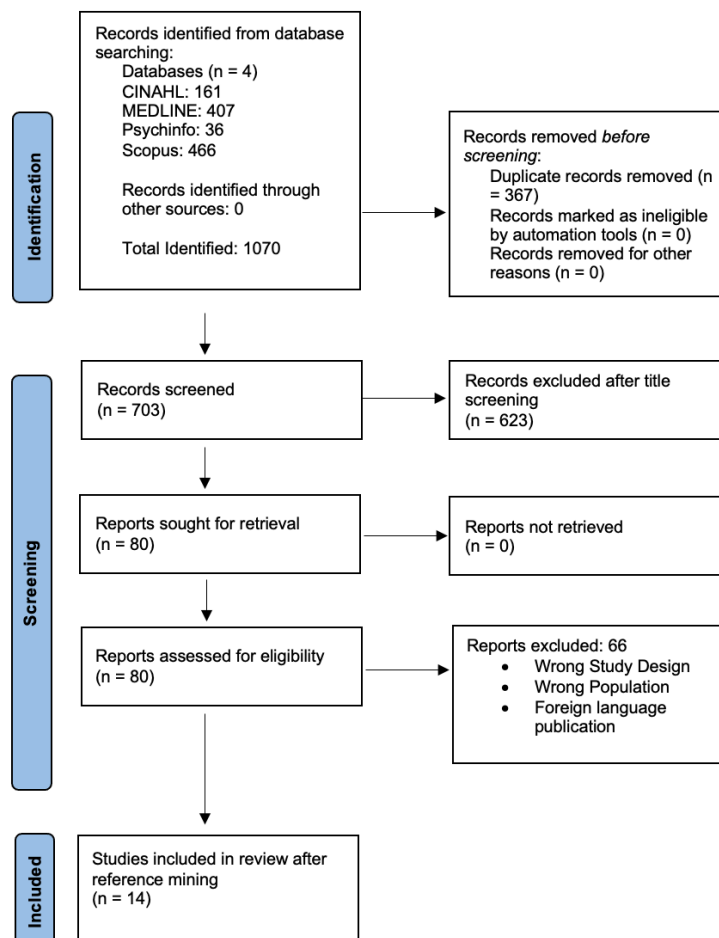 Records identified from database
searching:
Databases (n = 4)
CINAHL: 161
MEDLINE: 407
Psychinfo: 36
Scopus: 466
Records identified through
other sources: 0
Total Identified: 1070
Records removed before
screening:
Duplicate records removed (n
= 367)
Records marked as ineligible
by automation tools (n = 0)
Records removed for other
reasons (n = 0)
Identification
Records screened
(n = 703)
Records excluded after title
screening
(n = 623)
Reports sought for retrieval
(n = 80)
Reports not retrieved
(n = 0)
Screening
Reports assessed for eligibility
(n = 80)
Reports excluded: 66
• Wrong Study Design
• Wrong Population
• Foreign language
publication
Studies included in review after
reference mining
(n = 14)
Included